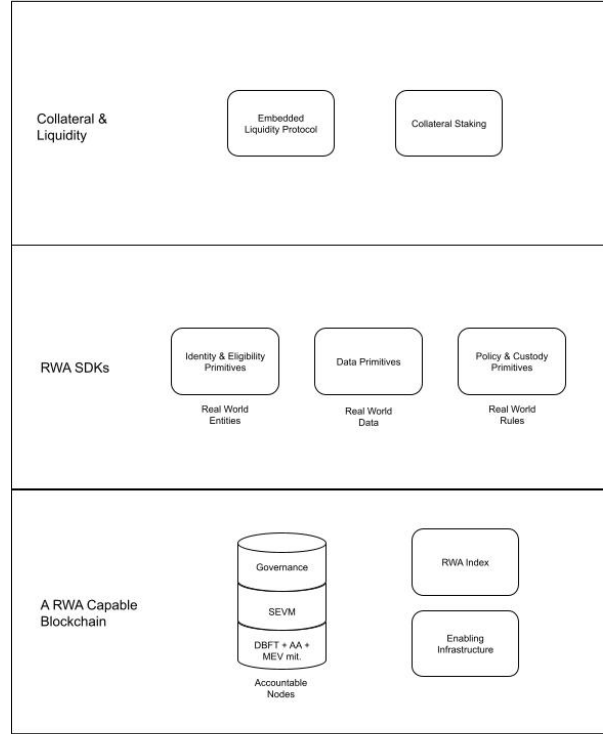 Collateral &
Liquidity
Embedded
Liquidity Protocol
Collateral Staking
RWA SDKs
Identity & Eligibility
Primitives
Data Primitives
Policy & Custody
Primitives
Real World
Entities
Real World
Data
Real World
Rules
A RWA Capable
Blockchain
Governance
SEVM
DBFT + AA +
MEV mit.
Accountable
Nodes
RWA Index
Enabling
Infrastructure